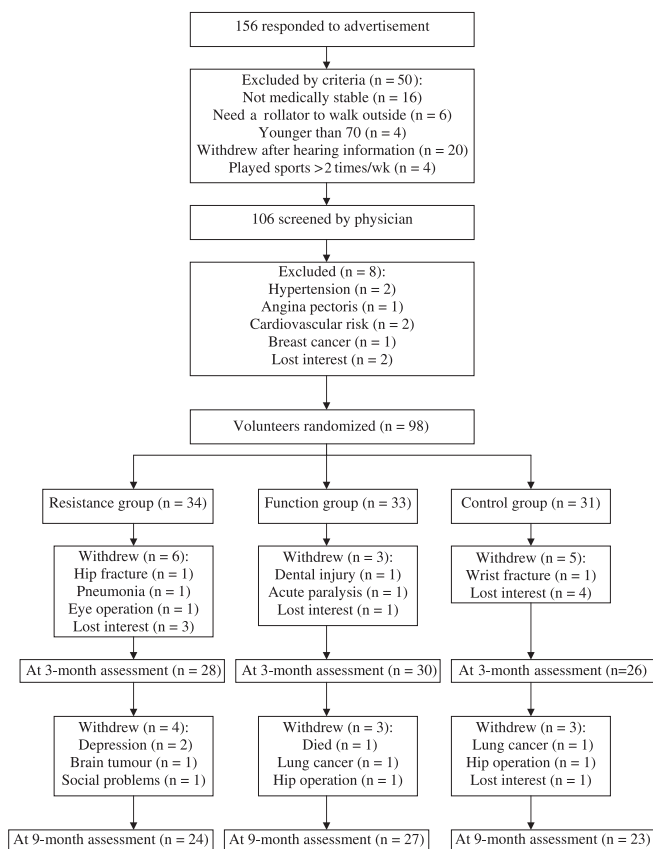 156 responded to advertisement
Excluded by criteria (n = 50):
Not medically stable (n = 16)
Need a rollator to walk outside (n = 6)
Younger than 70 (n = 4)
Withdrew after hearing information (n = 20)
Played sports >2 times/wk (n = 4)
106 screened by physician
Excluded (n = 8):
Hypertension (n = 2)
Angina pectoris (n = 1)
Cardiovascular risk (n = 2)
Breast cancer (n = 1)
Lost interest (n = 2)
Volunteers randomized (n = 98)
Resistance group (n = 34)
Function group (n = 33)
Control group (n = 31)
Withdrew (n = 6):
Hip fracture (n = 1)
Pneumonia (n = 1)
Eye operation (n = 1)
Lost interest (n = 3)
Withdrew (n = 3):
Dental injury (n = 1)
Acute paralysis (n = 1)
Lost interest (n = 1)
Withdrew (n = 5):
Wrist fracture (n = 1)
Lost interest (n = 4)
At 3-month assessment (n = 28)
At 3-month assessment (n = 30)
At 3-month assessment (n=26)
Withdrew (n = 4):
Depression (n = 2)
Brain tumour (n = 1)
Social problems (n = 1)
Withdrew (n = 3):
Died (n = 1)
Lung cancer (n = 1)
Hip operation (n = 1)
Withdrew (n = 3):
Lung cancer (n = 1)
Hip operation (n = 1)
Lost interest (n = 1)
At 9-month assessment (n = 24)
At 9-month assessment (n = 27)
At 9-month assessment (n = 23)